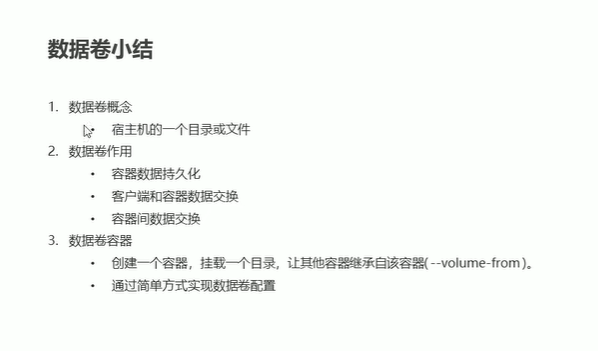 数据卷小结
1. 数据卷概念
• 宿主机的一个目录或文件
2. 数据卷作用
• 容器数据持久化
• 客户端和容器数据交换
• 容器间数据交换
3. 数据卷容器
• 创建一个容器，挂载一个目录，让其他容器继承自该容器( --volume-from )。
• 通过简单方式实现数据卷配置